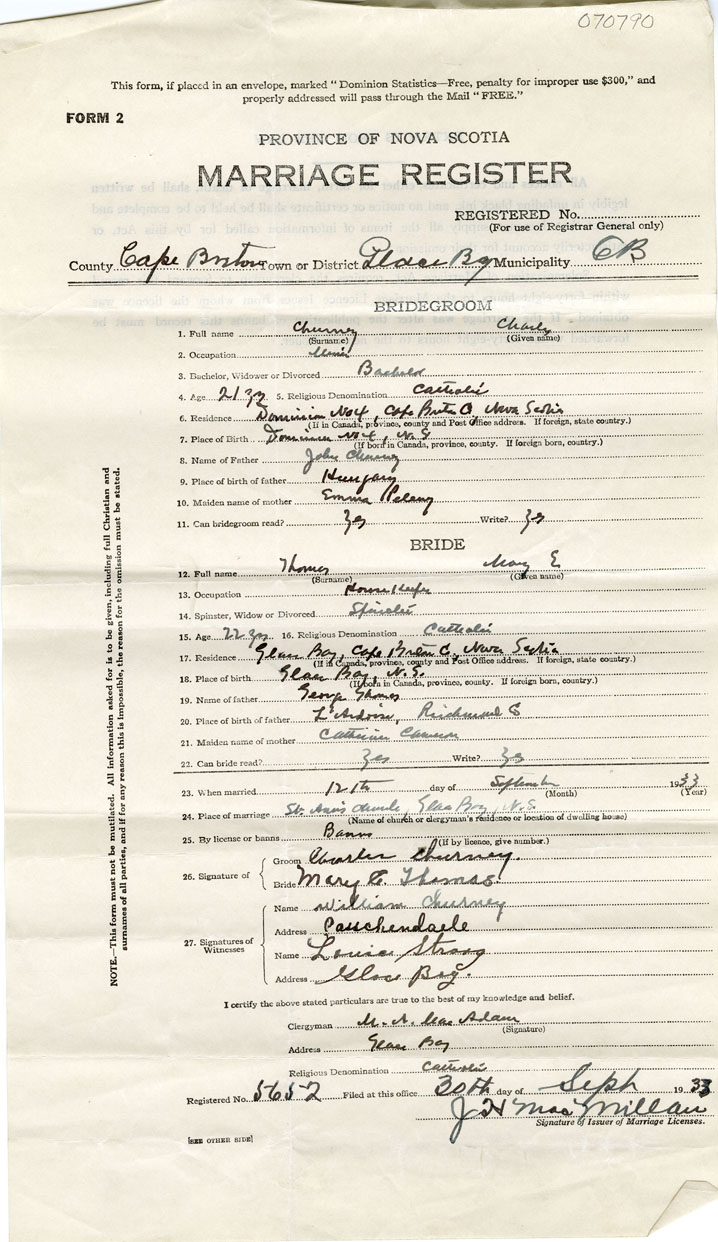 070790
This form, if placed in an envelope, marked "Dominion Statistics—Free, penalty for improper use $300," and
properly addressed will pass through the Mail "FREE."
FORM 2
PROVINCE OF NOVA SCOTIA
MARRIAGE REGISTER
REGISTERED No.
(For use of Registrar General only)
County Cape Breton Town or District Glace Bay Municipality CB
BRIDEGROOM
1. Full name Churney Charles
(Surname) (Given name)
2. Occupation Miner
3. Bachelor, Widower or Divorced Bachelor
4. Age 21 yrs 5. Religious Denomination Catholic
6. Residence Dominion No 4, Cape Breton Co, Nova Scotia
(If in Canada, province, county and Post Office address. If foreign, state country.)
7. Place of Birth Dominion No 4, N.S
(If born in Canada, province, county. If foreign born, country.)
8. Name of Father John Churney
9. Place of birth of father Hungary
10. Maiden name of mother Emma
11. Can bridegroom read? Yes Write? Yes
BRIDE
12. Full name Thomas Mary E
(Surname) (Given name)
13. Occupation House Keeper
14. Spinster, Widow or Divorced Spinster
15. Age 22 yrs 16. Religious Denomination Catholic
17. Residence Glace Bay, Cape Breton C, Nova Scotia
(If in Canada, province, county and Post Office address. If foreign, state country)
18. Place of birth Glace Bay, N.S.
(If born in Canada, province, county. If foreign born, country.)
19. Name of father George Thomas
20. Place of birth of father L'Ardoise, Richmond C
21. Maiden name of mother Catherine Cameron
22. Can bride read? Yes Write? Yes
23. When married 12th day of September 1933
(Month) (Year)
24. Place of marriage St. Ann's church, Glace Bay, N.S.
(Name of church or clergyman's residence or location of dwelling house)
25. By license or banns Banns
(If by licence, give number.)
26. Signature of
Groom Charles Churney.
Bride Mary E. Thomas
27. Signatures of Witnesses
Name William Churney
Address Passchendaele
Name Louise Strong
Address Glace Bay.
I certify the above stated particulars are true to the best of my knowledge and belief.
Clergyman M. A. MacAdam
(Signature)
Address Glace Bay
Religious Denomination Catholic
Registered No. 5652 Filed at this office 30th day of Sept 1933
J H MacMillan
Signature of Issuer of Marriage Licenses.
[SEE OTHER SIDE]
NOTE.—This form must not be mutilated. All information asked for is to be given, including full Christian and
surnames of all parties, and if for any reason this is impossible, the reason for the omission must be stated.